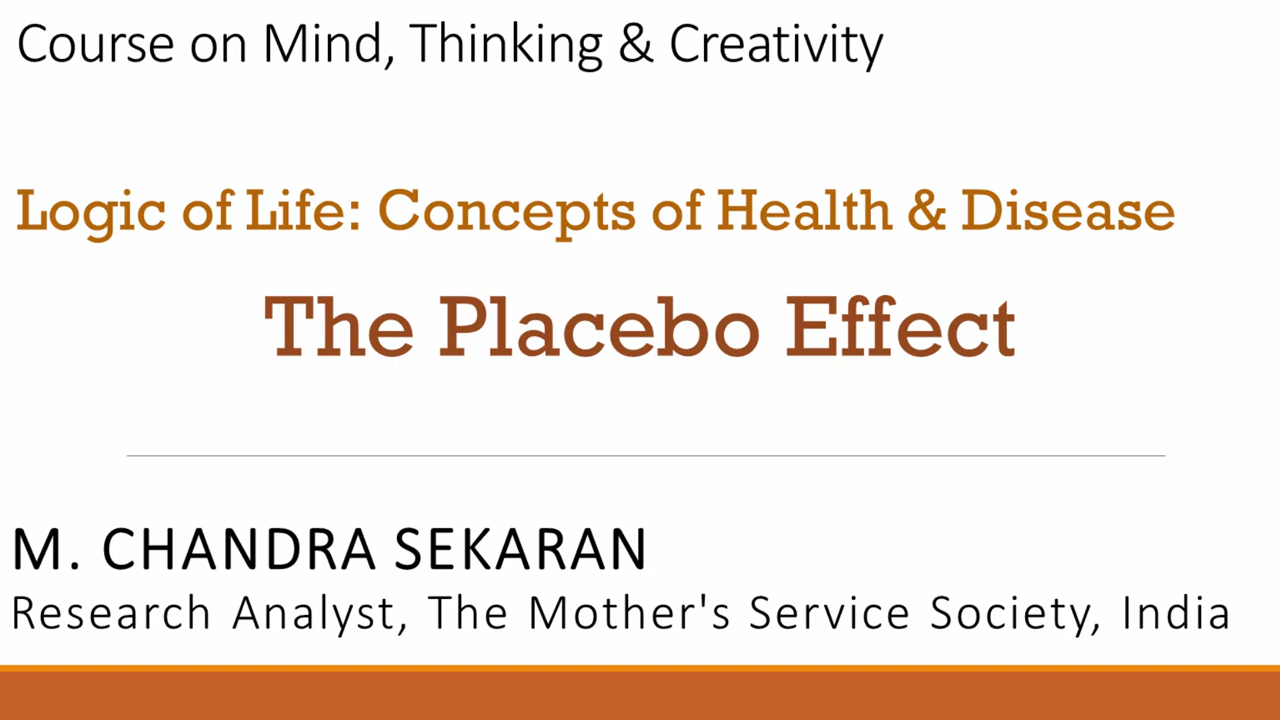 Course on Mind, Thinking & Creativity
Logic of Life: Concepts of Health & Disease
The Placebo Effect
M. CHANDRA SEKARAN
Research Analyst, The Mother's Service Society, India